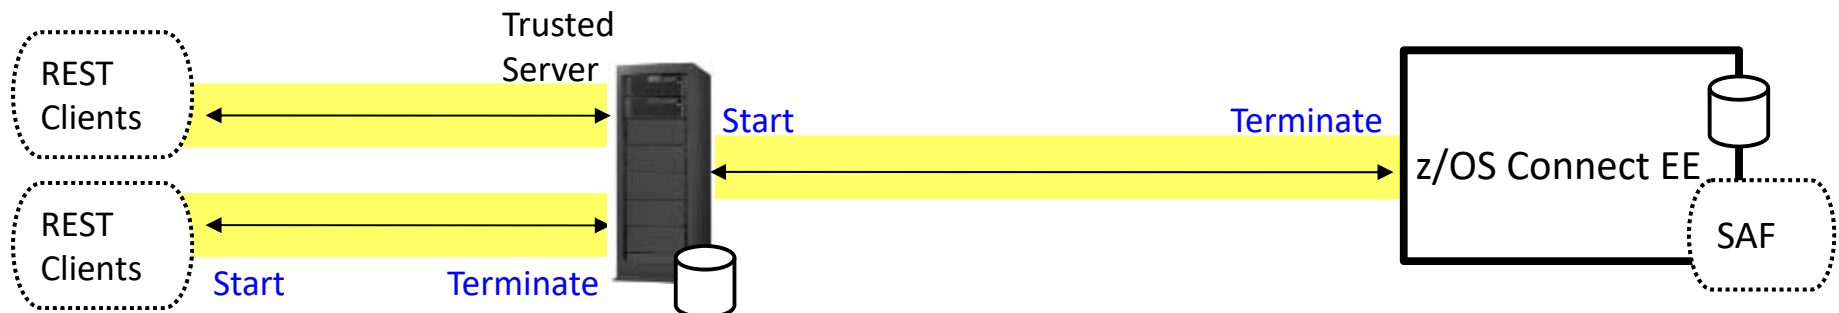 REST
Clients
Trusted
Server
Start
Terminate
z/OS Connect EE
REST
Clients
SAF
Start
Terminate